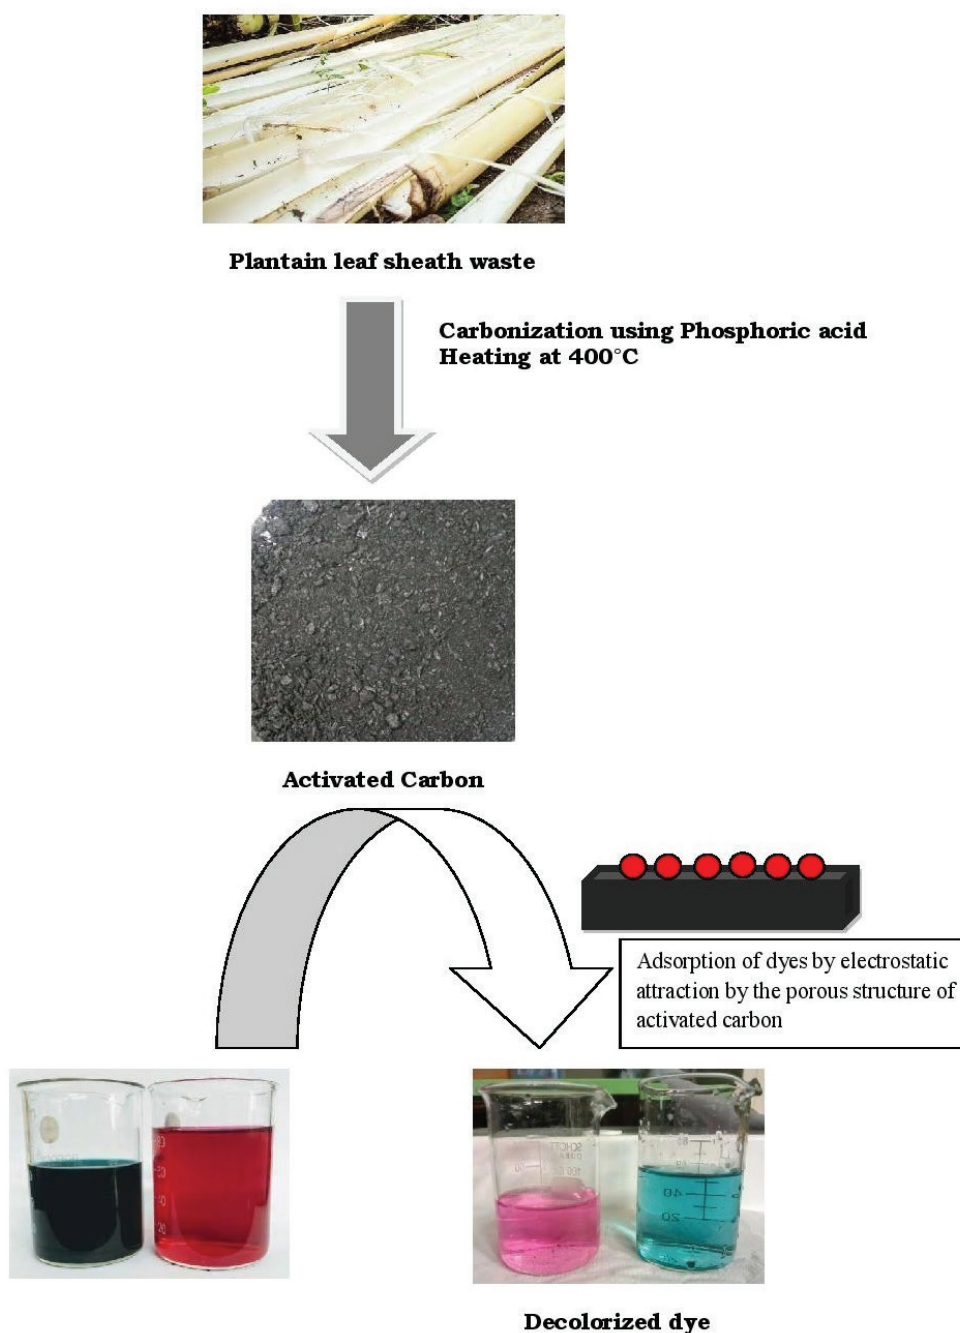 Plantain leaf sheath waste
Carbonization using Phosphoric acid
Heating at 400°C
Activated Carbon
Adsorption of dyes by electrostatic
attraction by the porous structure of
activated carbon
Decolorized dye